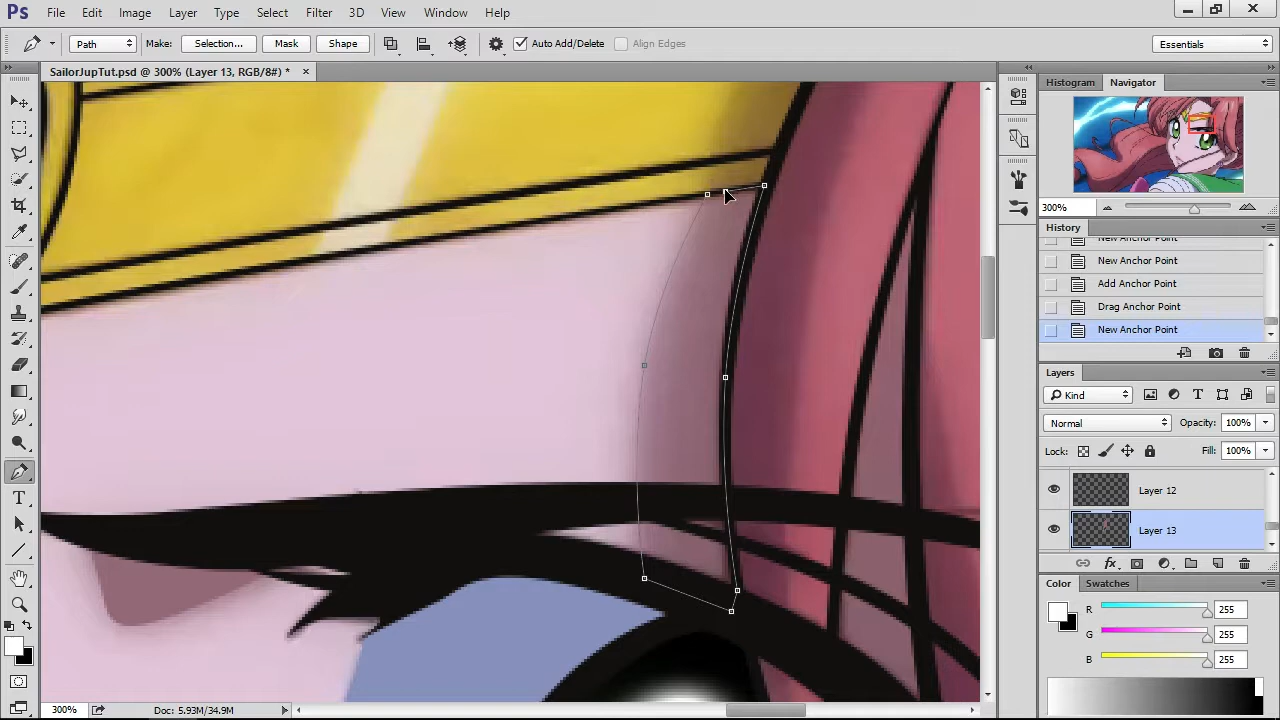 Ps File Edit Image Layer Type Select Filter 3D View Window Help
Path Make: Selection... Mask Shape Auto Add/Delete Align Edges Essentials
SailorJupTut.psd @ 300% (Layer 13, RGB/8#) *
Histogram Navigator
300%
History
New Anchor Point
New Anchor Point
Add Anchor Point
Drag Anchor Point
New Anchor Point
Layers
Kind
Normal Opacity: 100%
Lock: Fill: 100%
Layer 12
Layer 13
fx
Color Swatches
R 255
G 255
B 255
T
300% Doc: 5.93M/34.9M